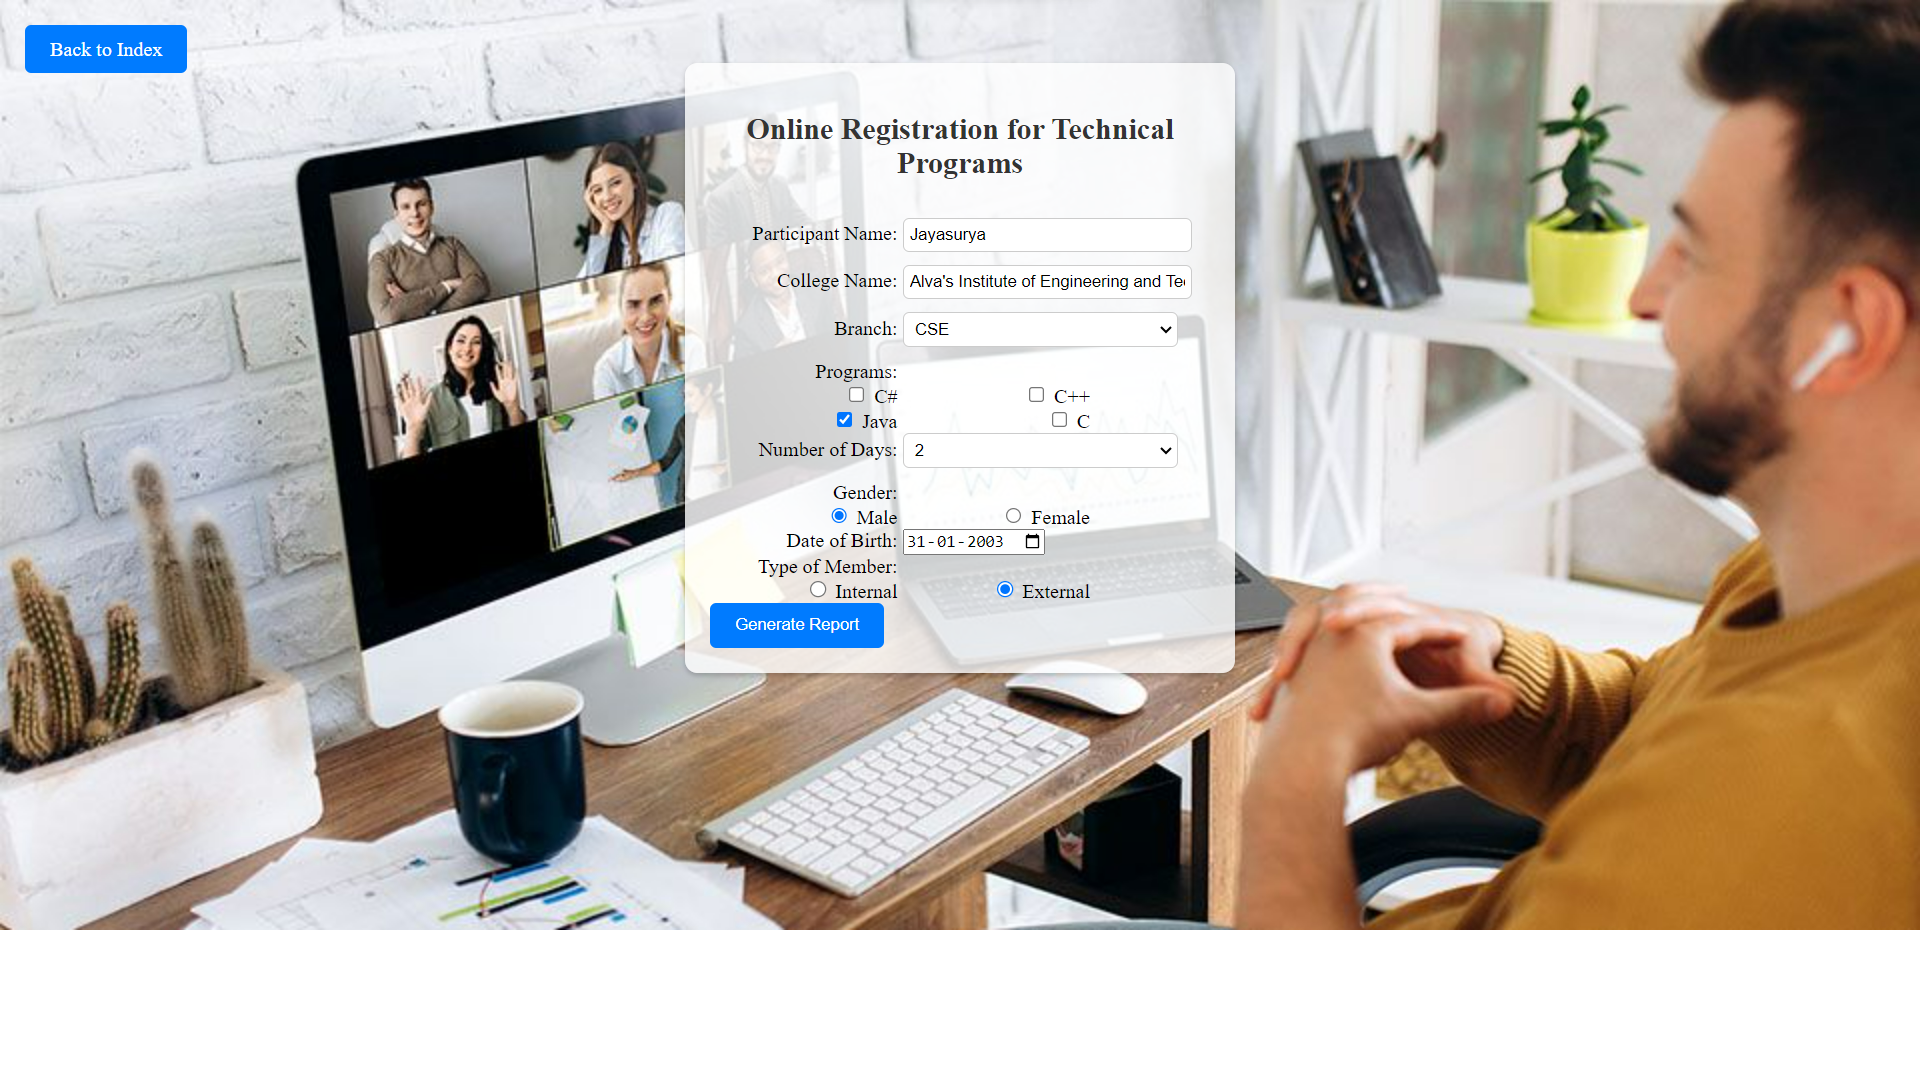 Back to Index
Online Registration for Technical
Programs
Participant Name: Jayasurya
College Name: Alva's Institute of Engineering and
Branch: CSE
Programs:
C# C++
Java C
Number of Days: 2
Gender:
Male Female
Date of Birth: 31-01-2003
Type of Member:
Internal External
Generate Report